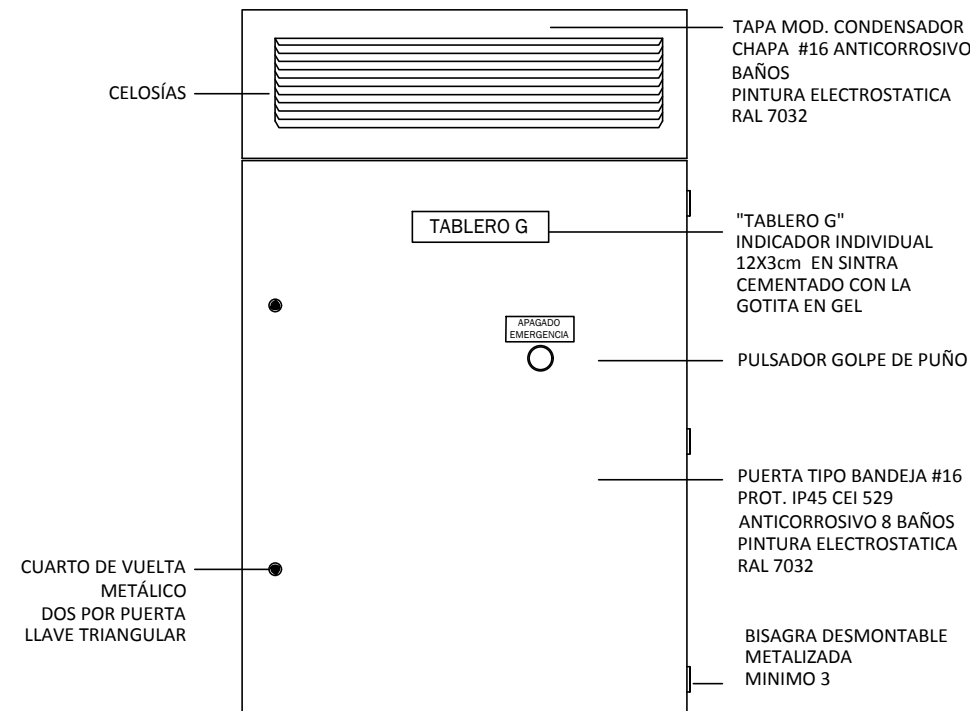 TAPA MOD. CONDENSADOR
CHAPA #16 ANTICORROSIVO
BAÑOS
PINTURA ELECTROSTATICA
RAL 7032
CELOSÍAS
TABLERO G
"TABLERO G"
INDICADOR INDIVIDUAL
12X3cm EN SINTRA
CEMENTADO CON LA
GOTITA EN GEL
APAGADO
EMERGENCIA
PULSADOR GOLPE DE PUÑO
PUERTA TIPO BANDEJA #16
PROT. IP45 CEI 529
ANTICORROSIVO 8 BAÑOS
PINTURA ELECTROSTATICA
RAL 7032
CUARTO DE VUELTA
METÁLICO
DOS POR PUERTA
LLAVE TRIANGULAR
BISAGRA DESMONTABLE
METALIZADA
MINIMO 3